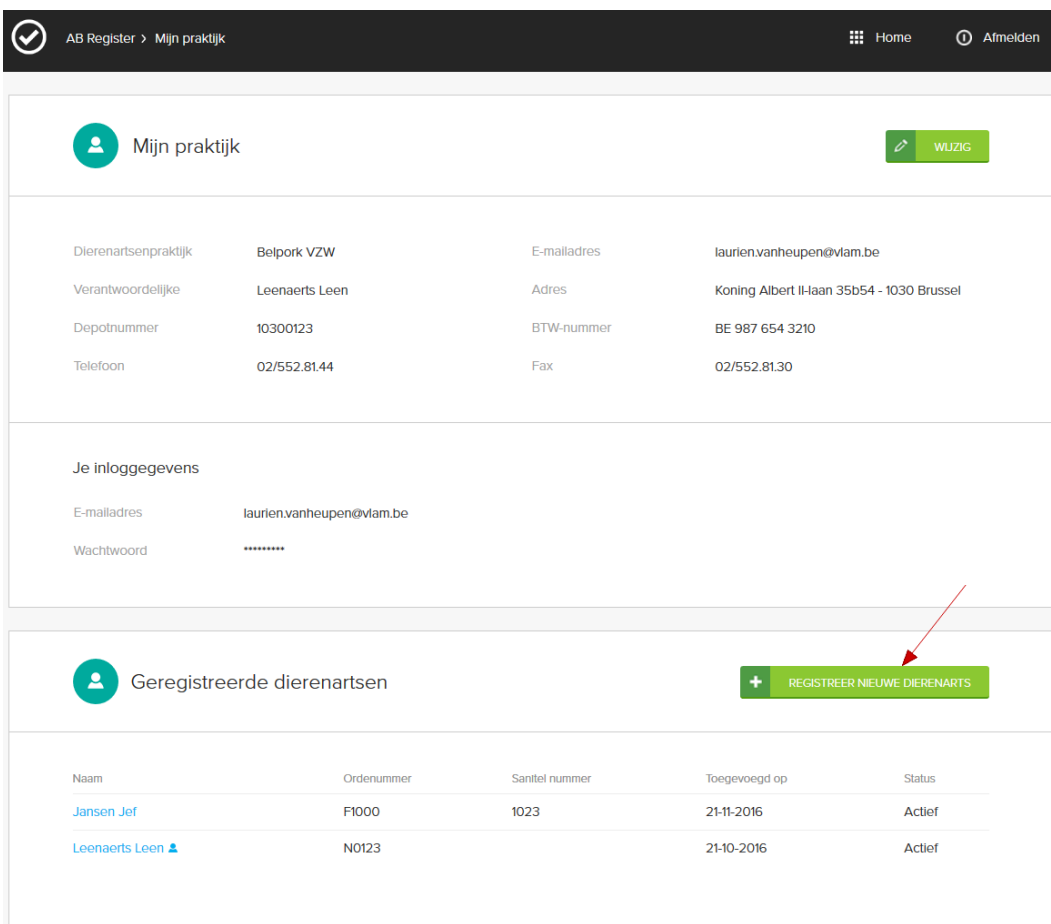 AB Register > Mijn praktijk Home Afmelden
Mijn praktijk WIJZIG
Dierenartsenpraktijk Belpork VZW E-mailadres laurien.vanheupen@vlam.be
Verantwoordelijke Leenaerts Leen Adres Koning Albert II-laan 35b54 - 1030 Brussel
Depotnummer 10300123 BTW-nummer BE 987 654 3210
Telefoon 02/552.81.44 Fax 02/552.81.30
Je inloggegevens
E-mailadres laurien.vanheupen@vlam.be
Wachtwoord *********
Geregistreerde dierenartsen REGISTREER NIEUWE DIERENARTS
Naam Ordenummer Sanitel nummer Toegevoegd op Status
Jansen Jef F1000 1023 21-11-2016 Actief
Leenaerts Leen N0123 21-10-2016 Actief